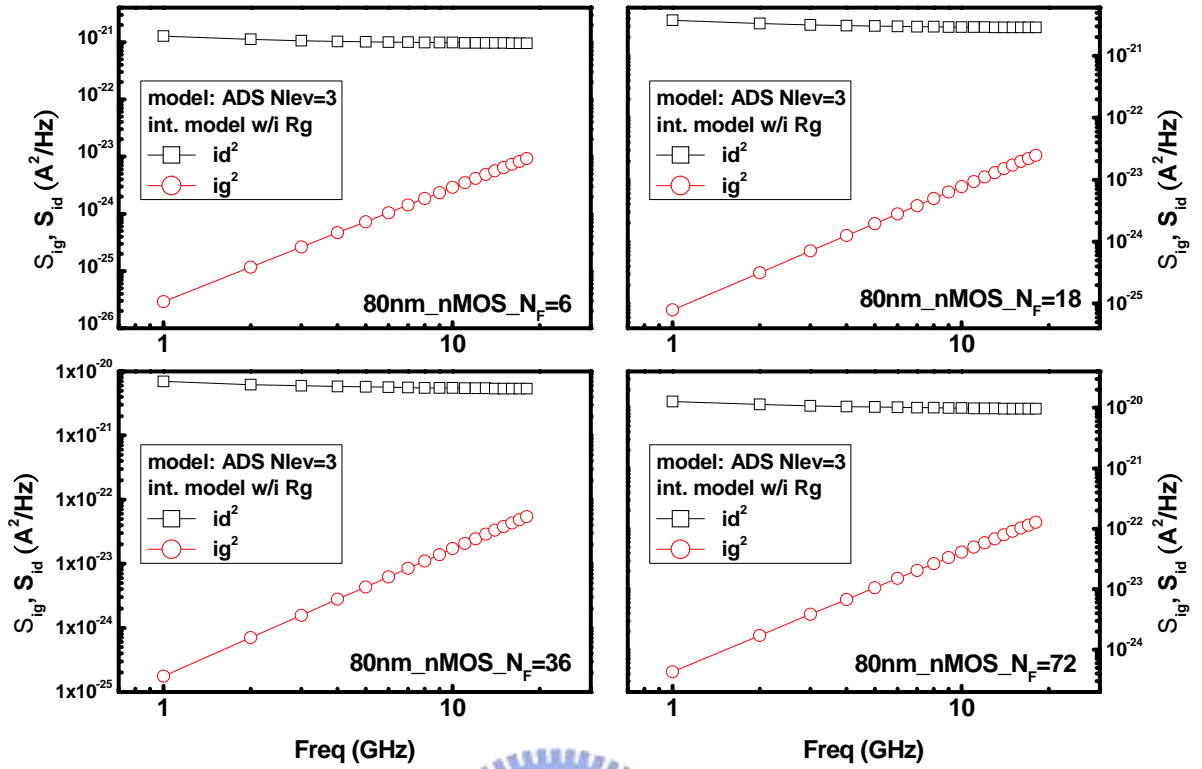 10^-21
10^-22
10^-23
10^-24
10^-25
10^-26
S_ig, S_id (A^2/Hz)
model: ADS Nlev=3
int. model w/i Rg
id^2
ig^2
80nm_nMOS_N_F=6
1
10
10^-21
10^-22
10^-23
10^-24
10^-25
S_ig, S_id (A^2/Hz)
model: ADS Nlev=3
int. model w/i Rg
id^2
ig^2
80nm_nMOS_N_F=18
1
10
1x10^-20
1x10^-21
1x10^-22
1x10^-23
1x10^-24
1x10^-25
S_ig, S_id (A^2/Hz)
model: ADS Nlev=3
int. model w/i Rg
id^2
ig^2
80nm_nMOS_N_F=36
1
10
Freq (GHz)
10^-20
10^-21
10^-22
10^-23
10^-24
S_ig, S_id (A^2/Hz)
model: ADS Nlev=3
int. model w/i Rg
id^2
ig^2
80nm_nMOS_N_F=72
1
10
Freq (GHz)